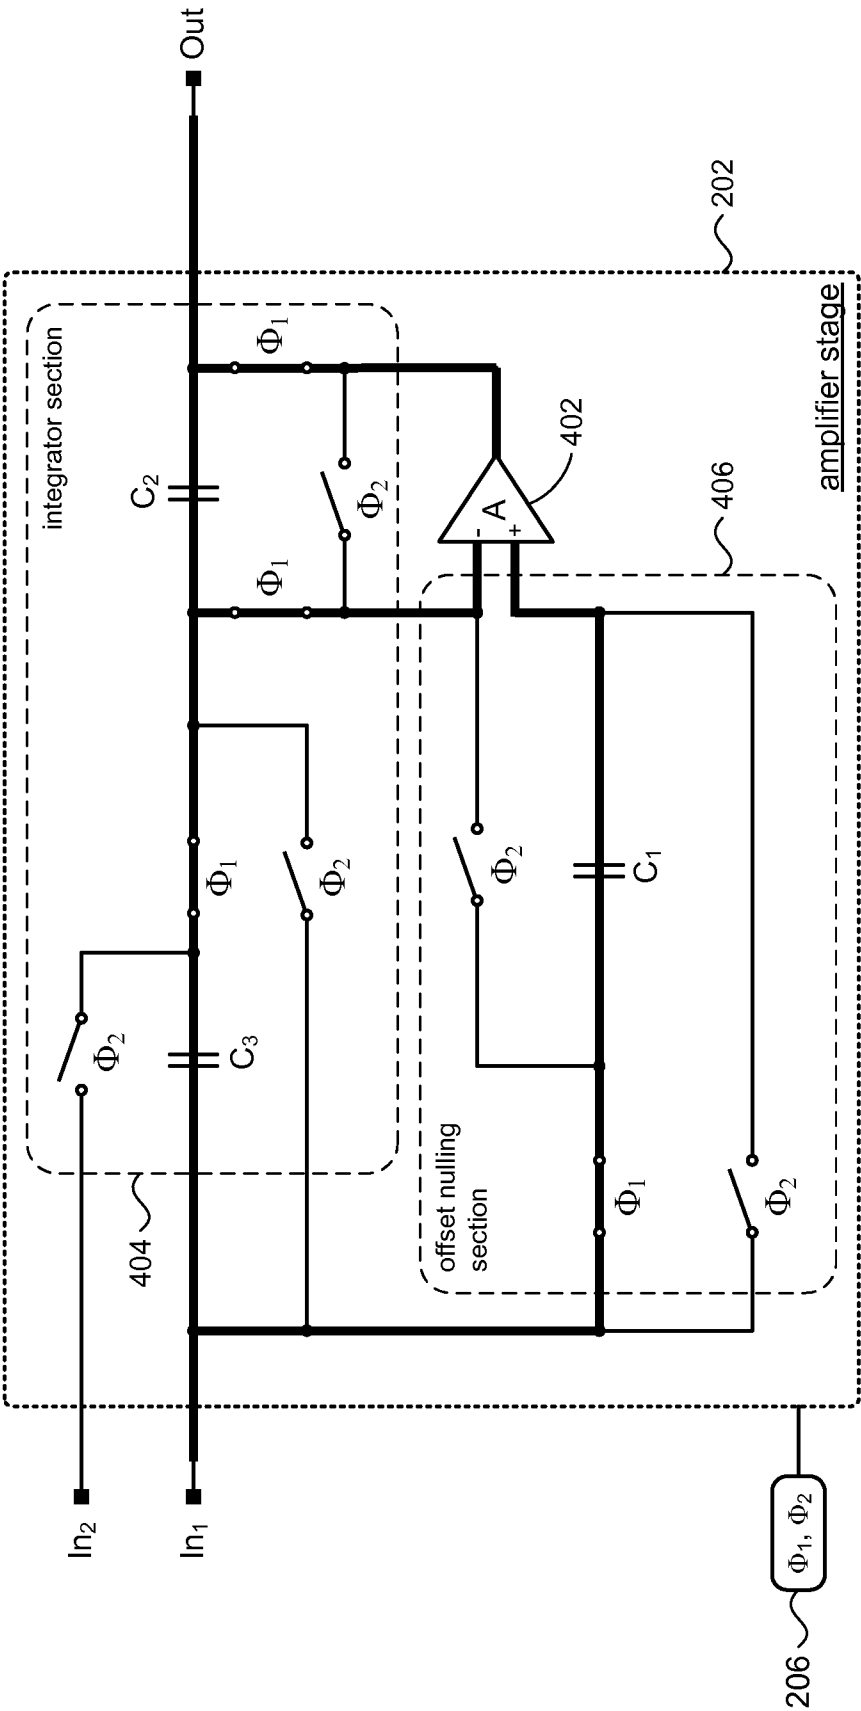 In₂
In₁
Out
integrator section
C₂
Φ₁
Φ₁
Φ₂
Φ₁
Φ₂
Φ₂
C₃
404
A
-
+
402
406
offset nulling
section
Φ₂
C₁
Φ₁
Φ₂
202
amplifier stage
Φ₁, Φ₂
206